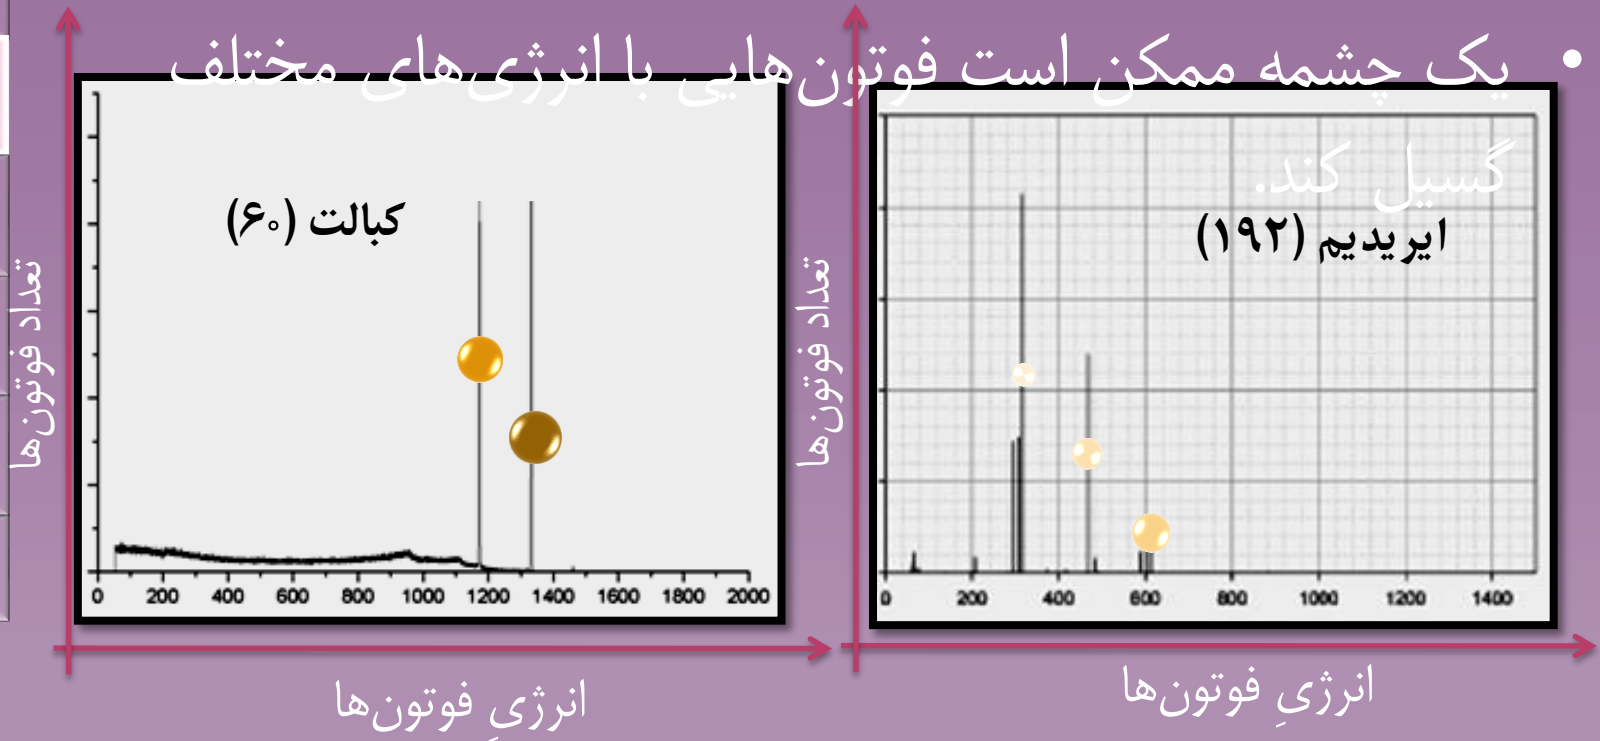 • یک چشمه ممکن است فوتون‌هایی با انرژی‌های مختلف
گسیل کند.
ایریدیم (۱۹۲)
کبالت (۶۰)
تعداد فوتون‌ها
تعداد فوتون‌ها
0 200 400 600 800 1000 1200 1400
0 200 400 600 800 1000 1200 1400 1600 1800 2000
انرژیِ فوتون‌ها
انرژیِ فوتون‌ها